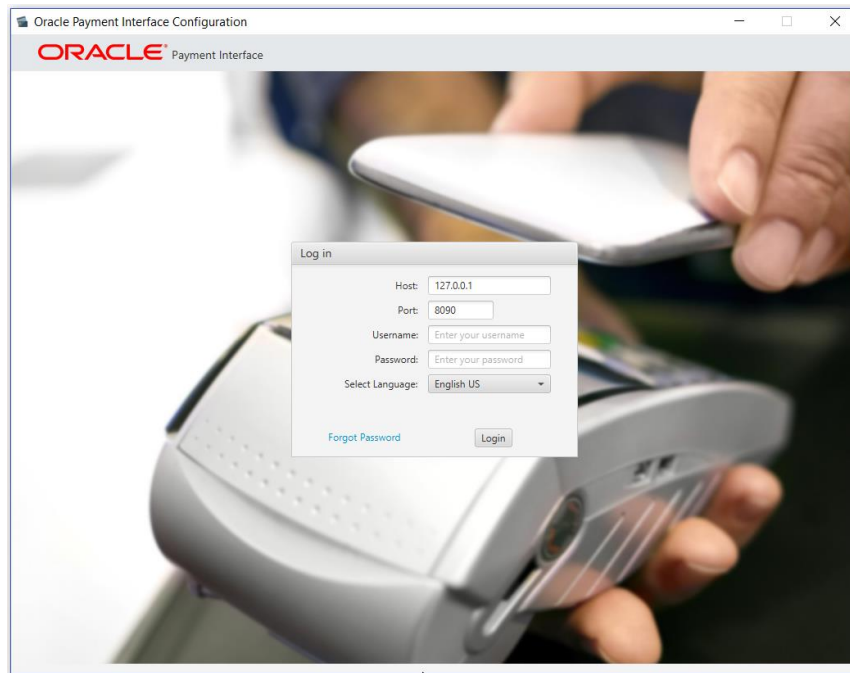 Oracle Payment Interface Configuration
ORACLE® Payment Interface
Log in
Host: 127.0.0.1
Port: 8090
Username: Enter your username
Password: Enter your password
Select Language: English US
Forgot Password Login